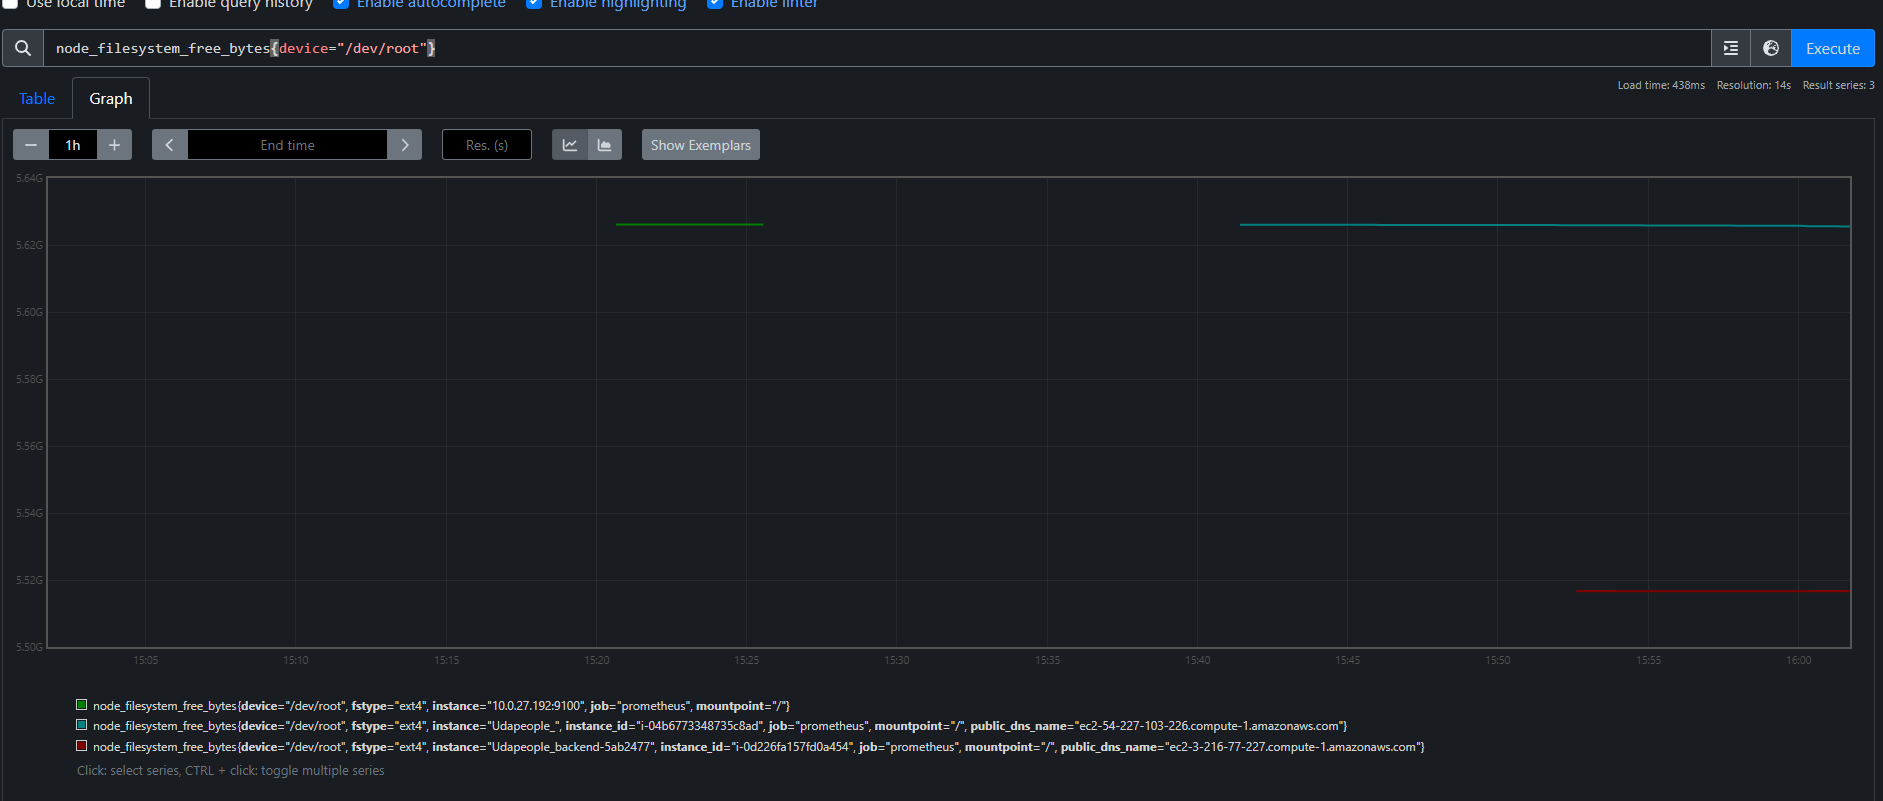 Use local time Enable query history Enable autocomplete Enable highlighting Enable linter
node_filesystem_free_bytes{device="/dev/root"}
Execute
Table Graph
Load time: 438ms Resolution: 14s Result series: 3
1h End time Res. (s) Show Exemplars
5.64G
5.62G
5.60G
5.58G
5.56G
5.54G
5.52G
5.50G
15:05 15:10 15:15 15:20 15:25 15:30 15:35 15:40 15:45 15:50 15:55 16:00
node_filesystem_free_bytes{device="/dev/root", fstype="ext4", instance="10.0.27.192:9100", job="prometheus", mountpoint="/"}
node_filesystem_free_bytes{device="/dev/root", fstype="ext4", instance="Udapeople_", instance_id="i-04b6773348735c8ad", job="prometheus", mountpoint="/", public_dns_name="ec2-54-227-103-226.compute-1.amazonaws.com"}
node_filesystem_free_bytes{device="/dev/root", fstype="ext4", instance="Udapeople_backend-5ab2477", instance_id="i-0d226fa157fd0a454", job="prometheus", mountpoint="/", public_dns_name="ec2-3-216-77-227.compute-1.amazonaws.com"}
Click: select series, CTRL + click: toggle multiple series